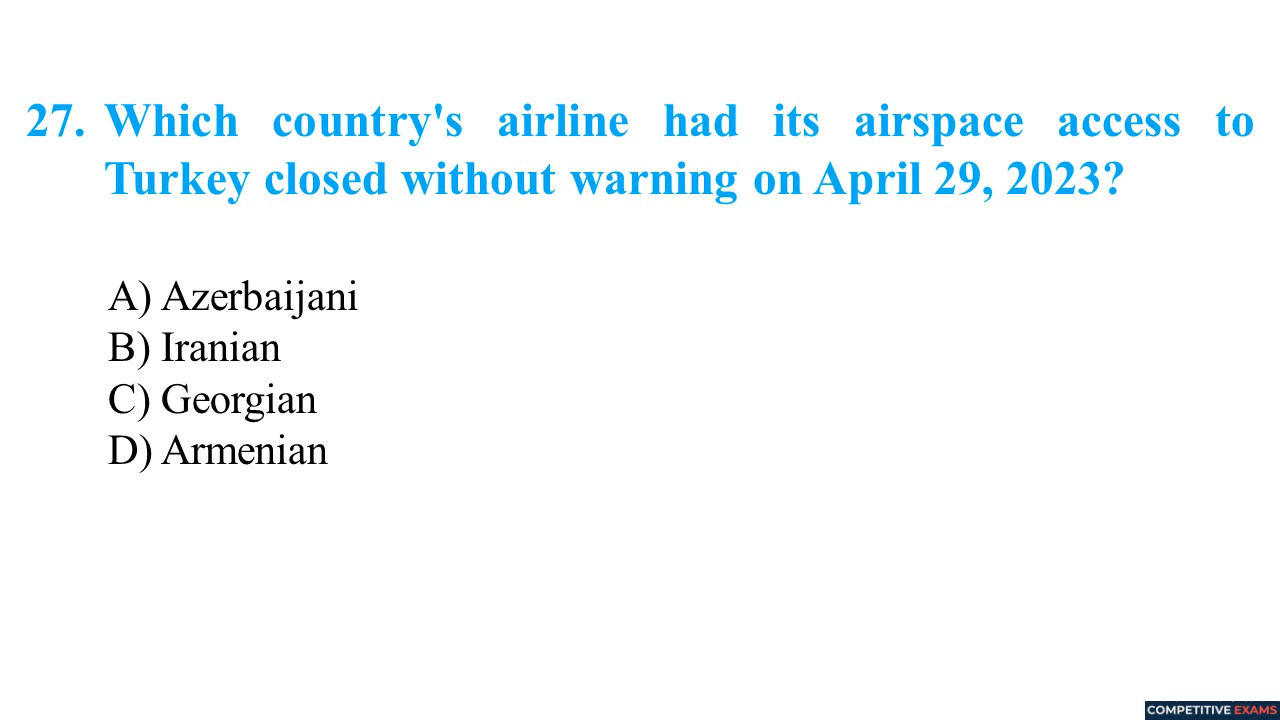 27. Which country's airline had its airspace access to
Turkey closed without warning on April 29, 2023?
A) Azerbaijani
B) Iranian
C) Georgian
D) Armenian
COMPETITIVE EXAMS